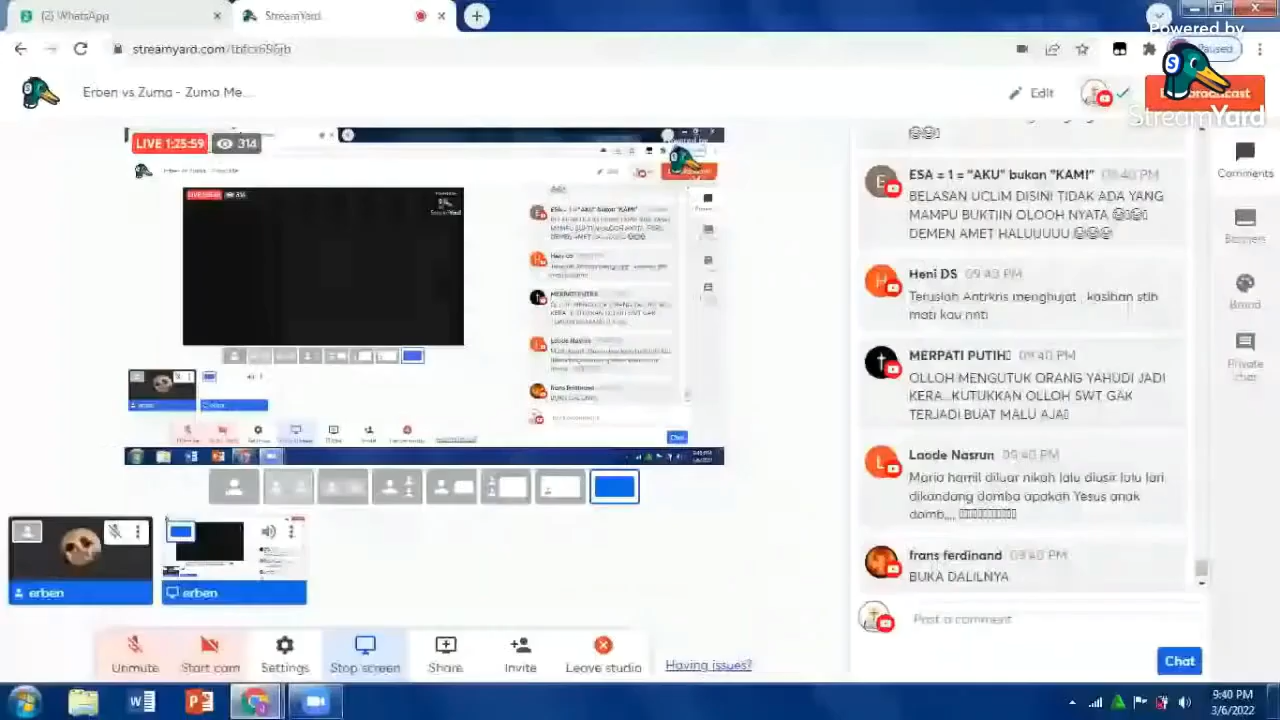 (2) WhatsApp
StreamYard
Powered by
streamyard.com/
Paused
Erben vs Zuma - Zuma Me...
Edit
StreamYard
LIVE 1:25:59 314
Comments
Banners
Brand
Private chat
ESA = 1 = "AKU" bukan "KAMI" 09:40 PM
BELASAN UCLIM DISINI TIDAK ADA YANG
MAMPU BUKTIIN OLOOH NYATA
DEMEN AMET HALUUUUU
Heni DS 09:40 PM
Teruslah Antrkris menghujat , kasihan stlh
mati kau nnti
MERPATI PUTIH 09:40 PM
OLLOH MENGUTUK ORANG YAHUDI JADI
KERA...KUTUKKAN OLLOH SWT GAK
TERJADI BUAT MALU AJA
Laode Nasrun 09:40 PM
Maria hamil diluar nikah lalu diusir lalu lari
dikandang domba apakah Yesus anak
domb,,,,
frans ferdinand 09:40 PM
BUKA DALILNYA
Post a comment
Chat
erben
erben
Unmute
Start cam
Settings
Stop screen
Share
Invite
Leave studio
Having issues?
9:40 PM
3/6/2022